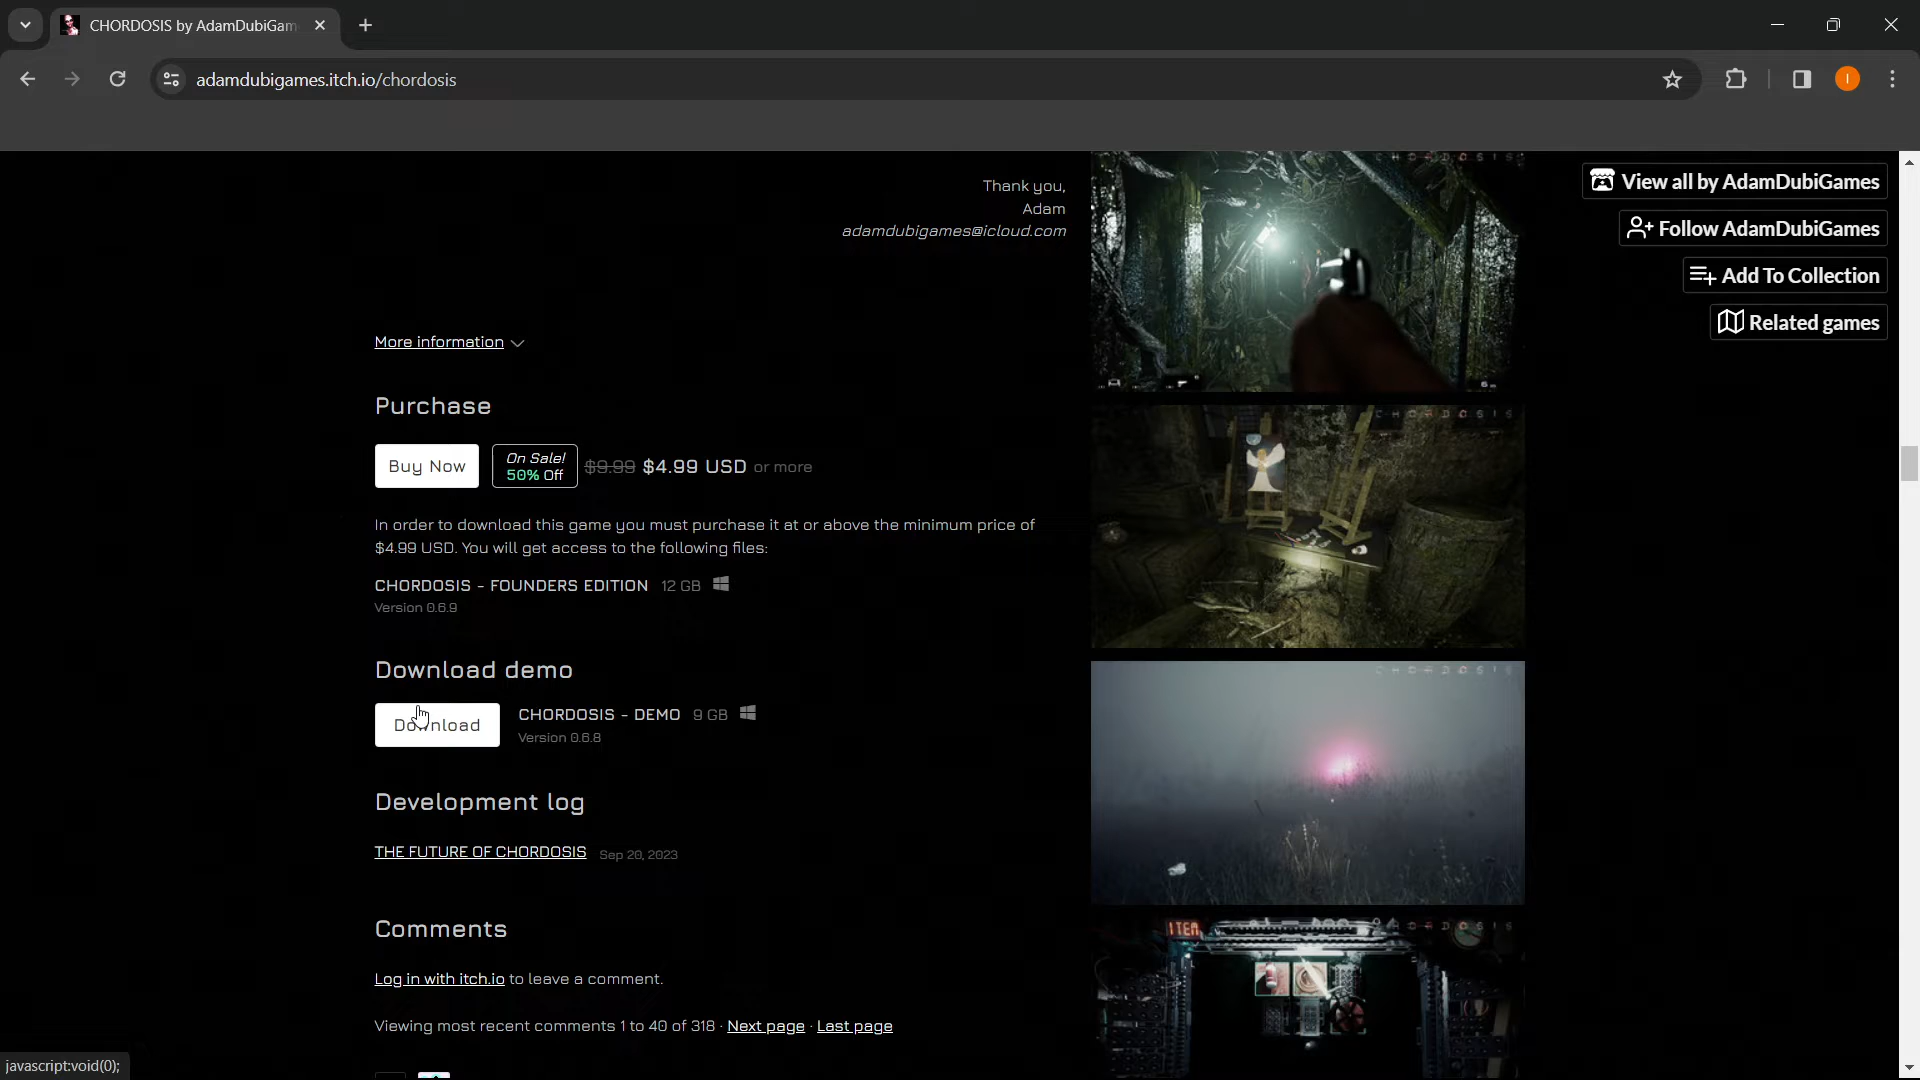 CHORDOSIS by AdamDubiGam
adamdubigames.itch.io/chordosis
I
Thank you,
Adam
adamdubigames@icloud.com
More information
Purchase
Buy Now
On Sale!
50% Off
$9.99 $4.99 USD or more
In order to download this game you must purchase it at or above the minimum price of
$4.99 USD. You will get access to the following files:
CHORDOSIS - FOUNDERS EDITION 12 GB
Version 0.6.9
Download demo
Download
CHORDOSIS - DEMO 9 GB
Version 0.6.8
Development log
THE FUTURE OF CHORDOSIS Sep 20, 2023
Comments
Log in with itch.io to leave a comment.
Viewing most recent comments 1 to 40 of 318 · Next page · Last page
CHORDOSIS
CHORDOSIS
CHORDOSIS
ITEM
CHORDOSIS
View all by AdamDubiGames
Follow AdamDubiGames
Add To Collection
Related games
javascript:void(0);